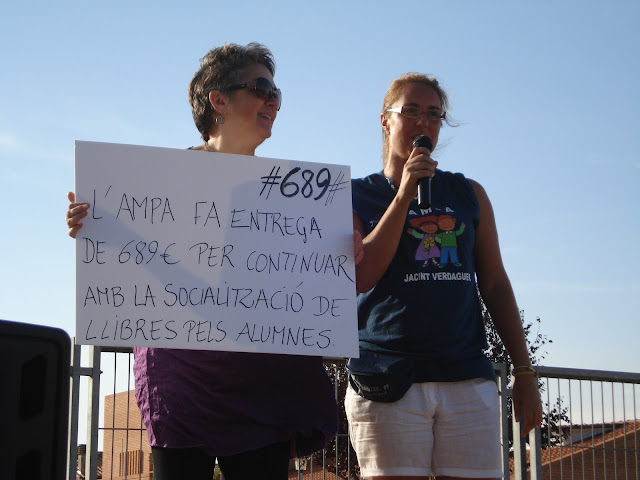 #689#
L'AMPA FA ENTREGA
DE 689€ PER CONTINUAR
AMB LA SOCIALITZACIÓ DE
LLIBRES PELS ALUMNES.
JACINT VERDAGUER